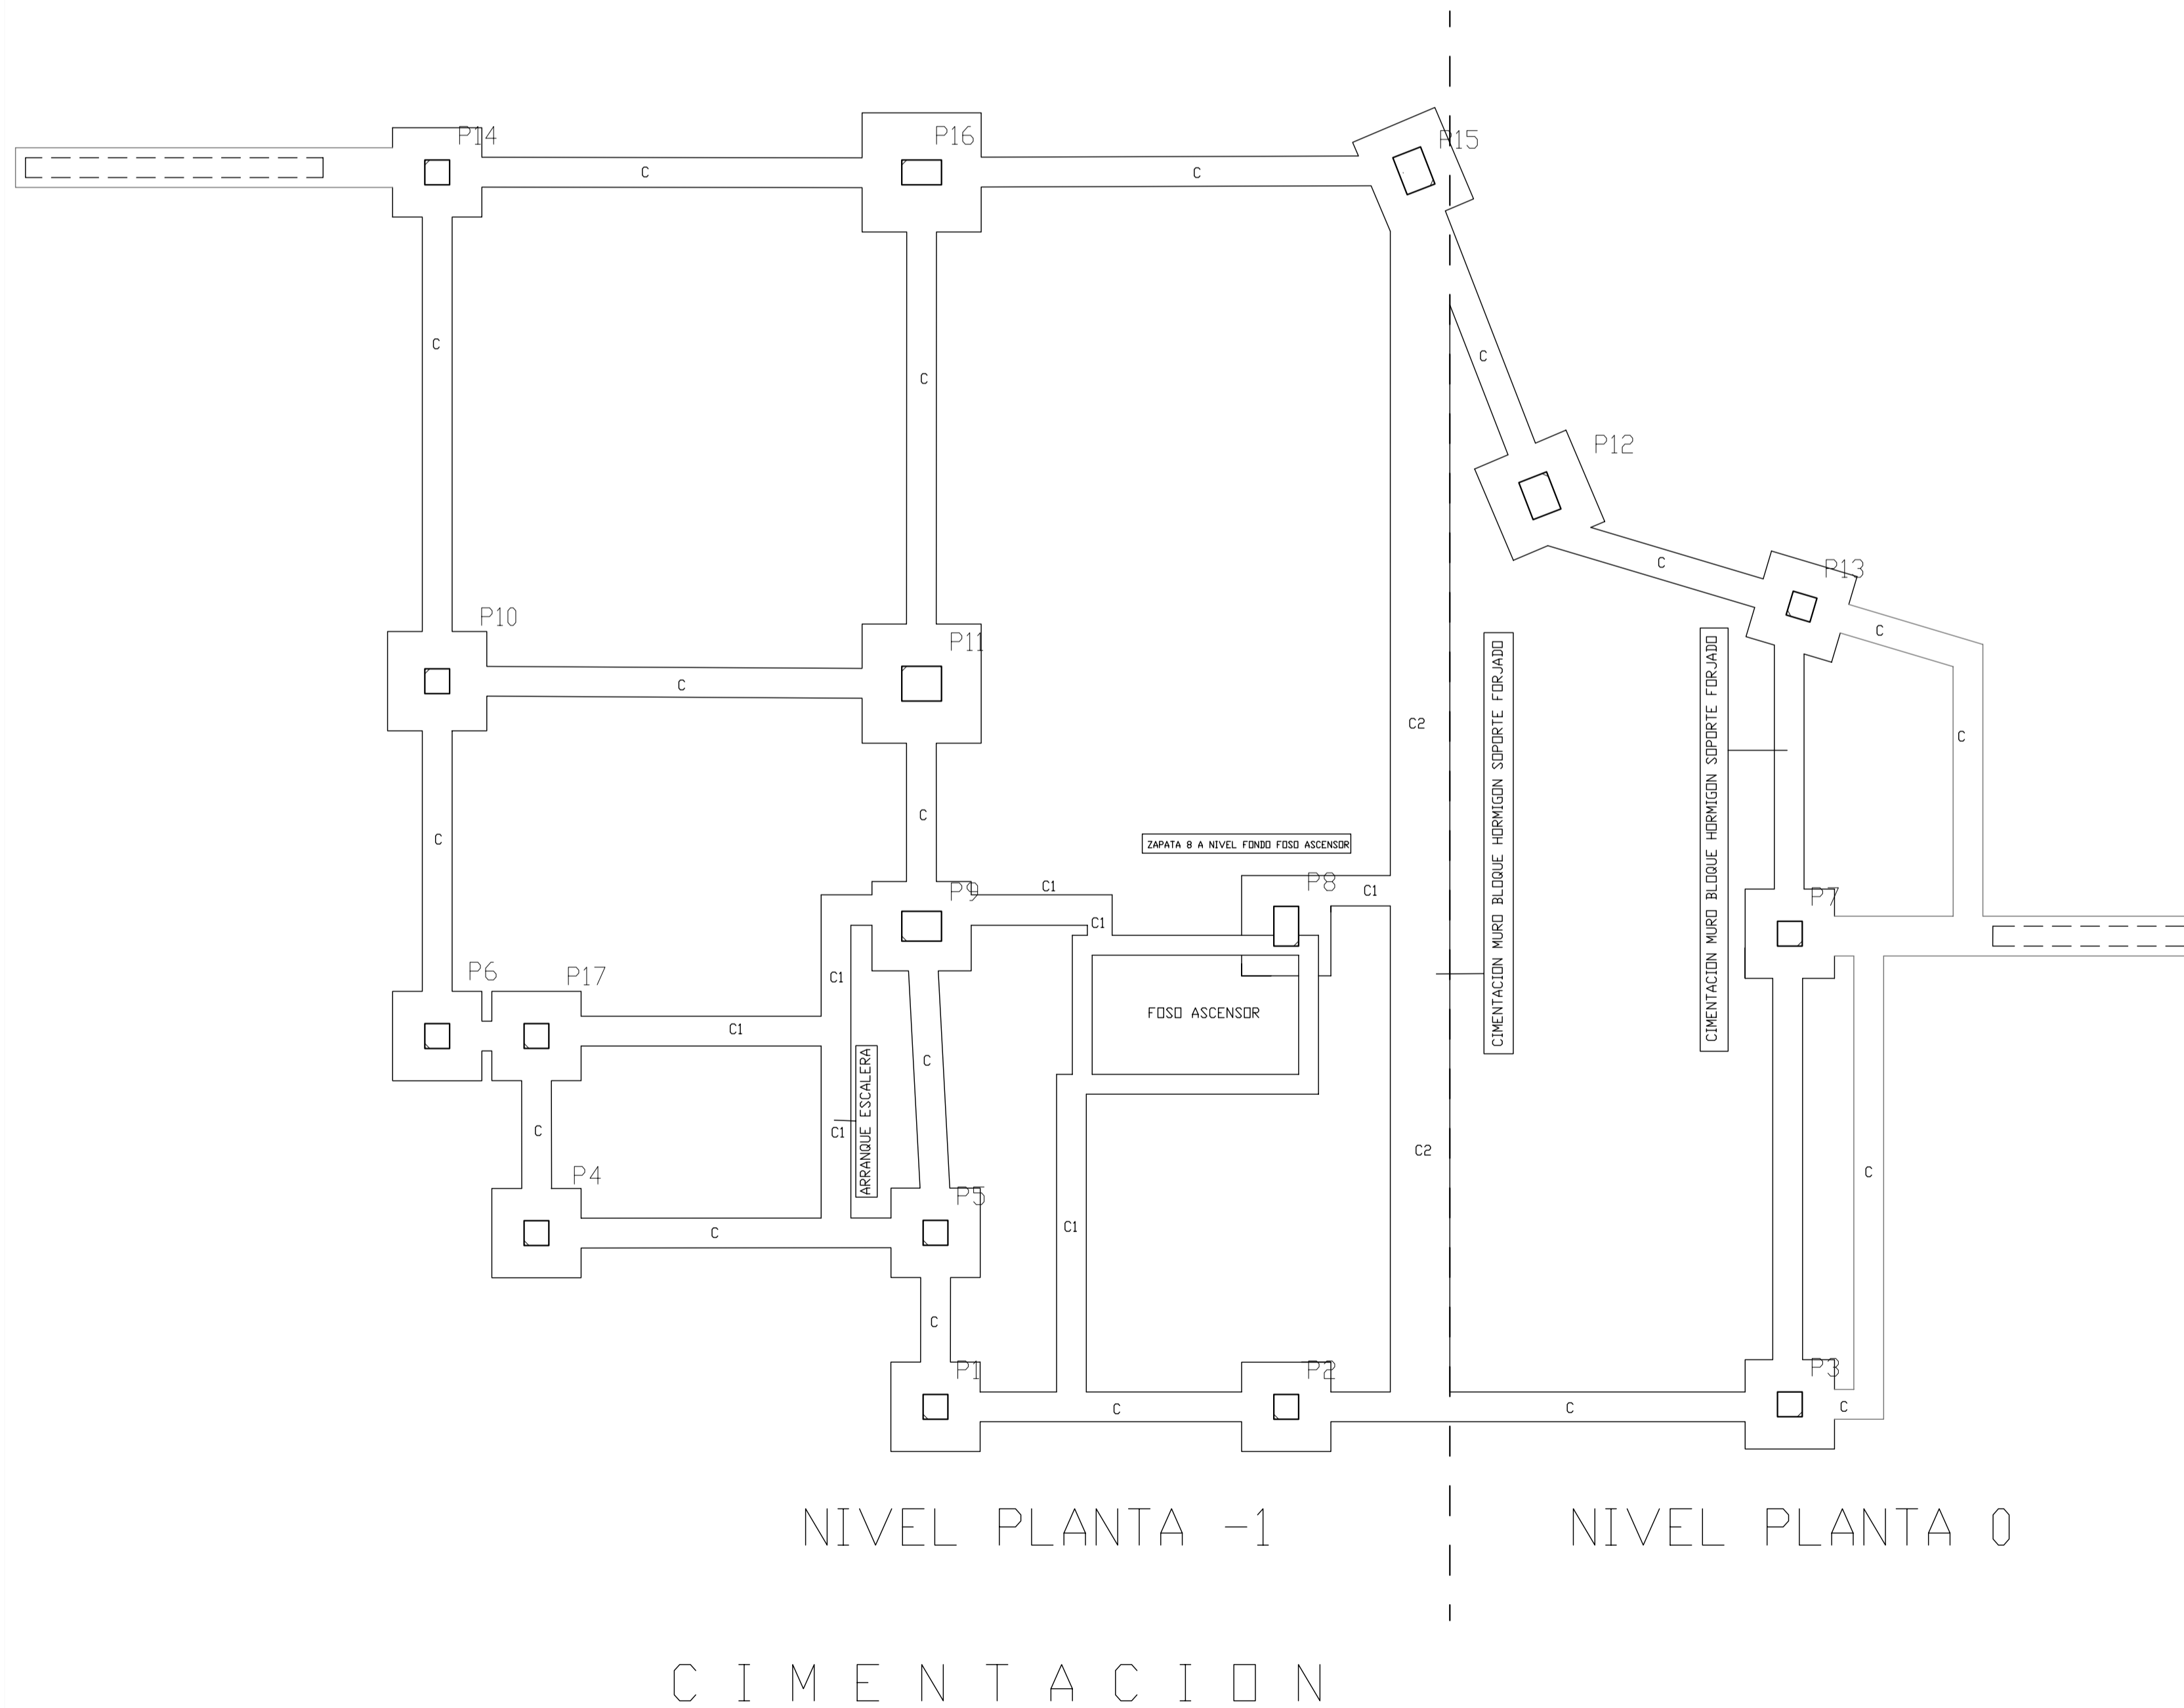 P14
P16
P15
C
C
C
C
C
P12
C
P13
P10
P11
C
C
C
C2
C
CIMENTACION MURO BLOQUE HORMIGON SOPORTE FORJADO
CIMENTACION MURO BLOQUE HORMIGON SOPORTE FORJADO
C
C
ZAPATA 8 A NIVEL FONDO FOSO ASCENSOR
P9
C1
P8
C1
P7
C1
P6
P17
C1
C1
FOSO ASCENSOR
C
ARRANQUE ESCALERA
C
C1
C2
P4
P5
C
C1
C
C
P1
P2
P3
C
C
C
NIVEL PLANTA -1
NIVEL PLANTA 0
CIMENTACION